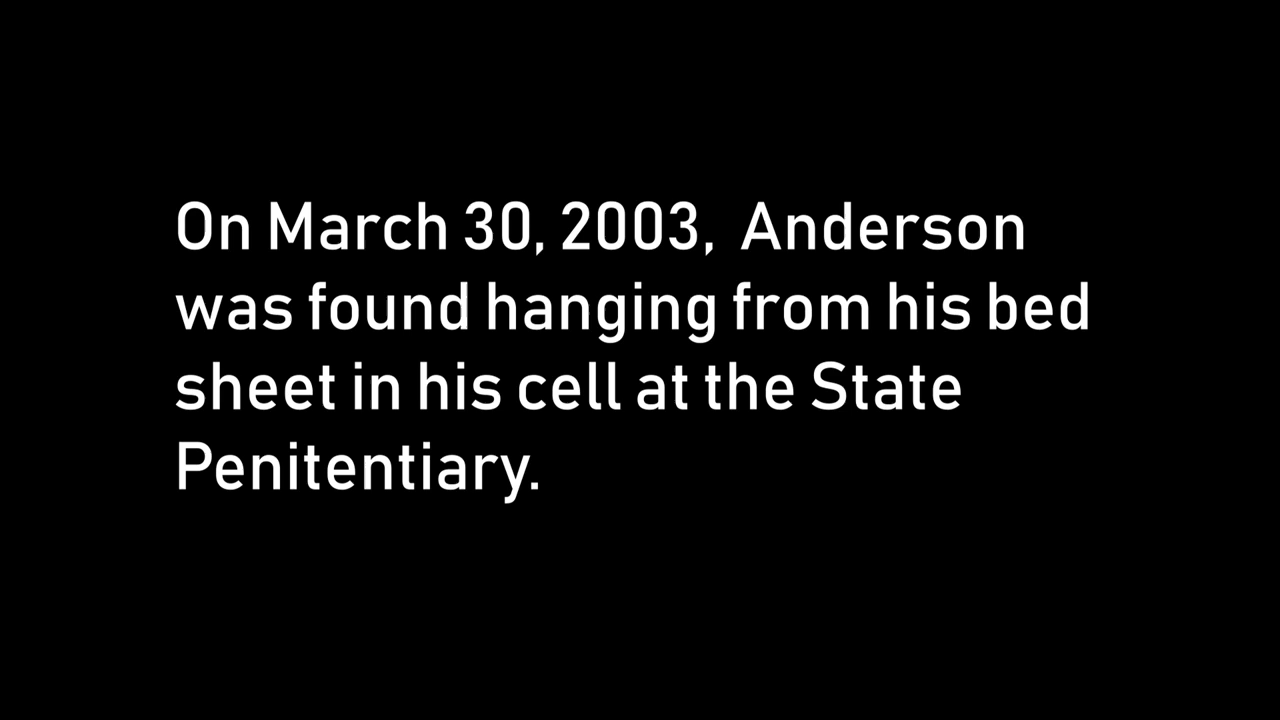 On March 30, 2003,  Anderson
was found hanging from his bed
sheet in his cell at the State
Penitentiary.